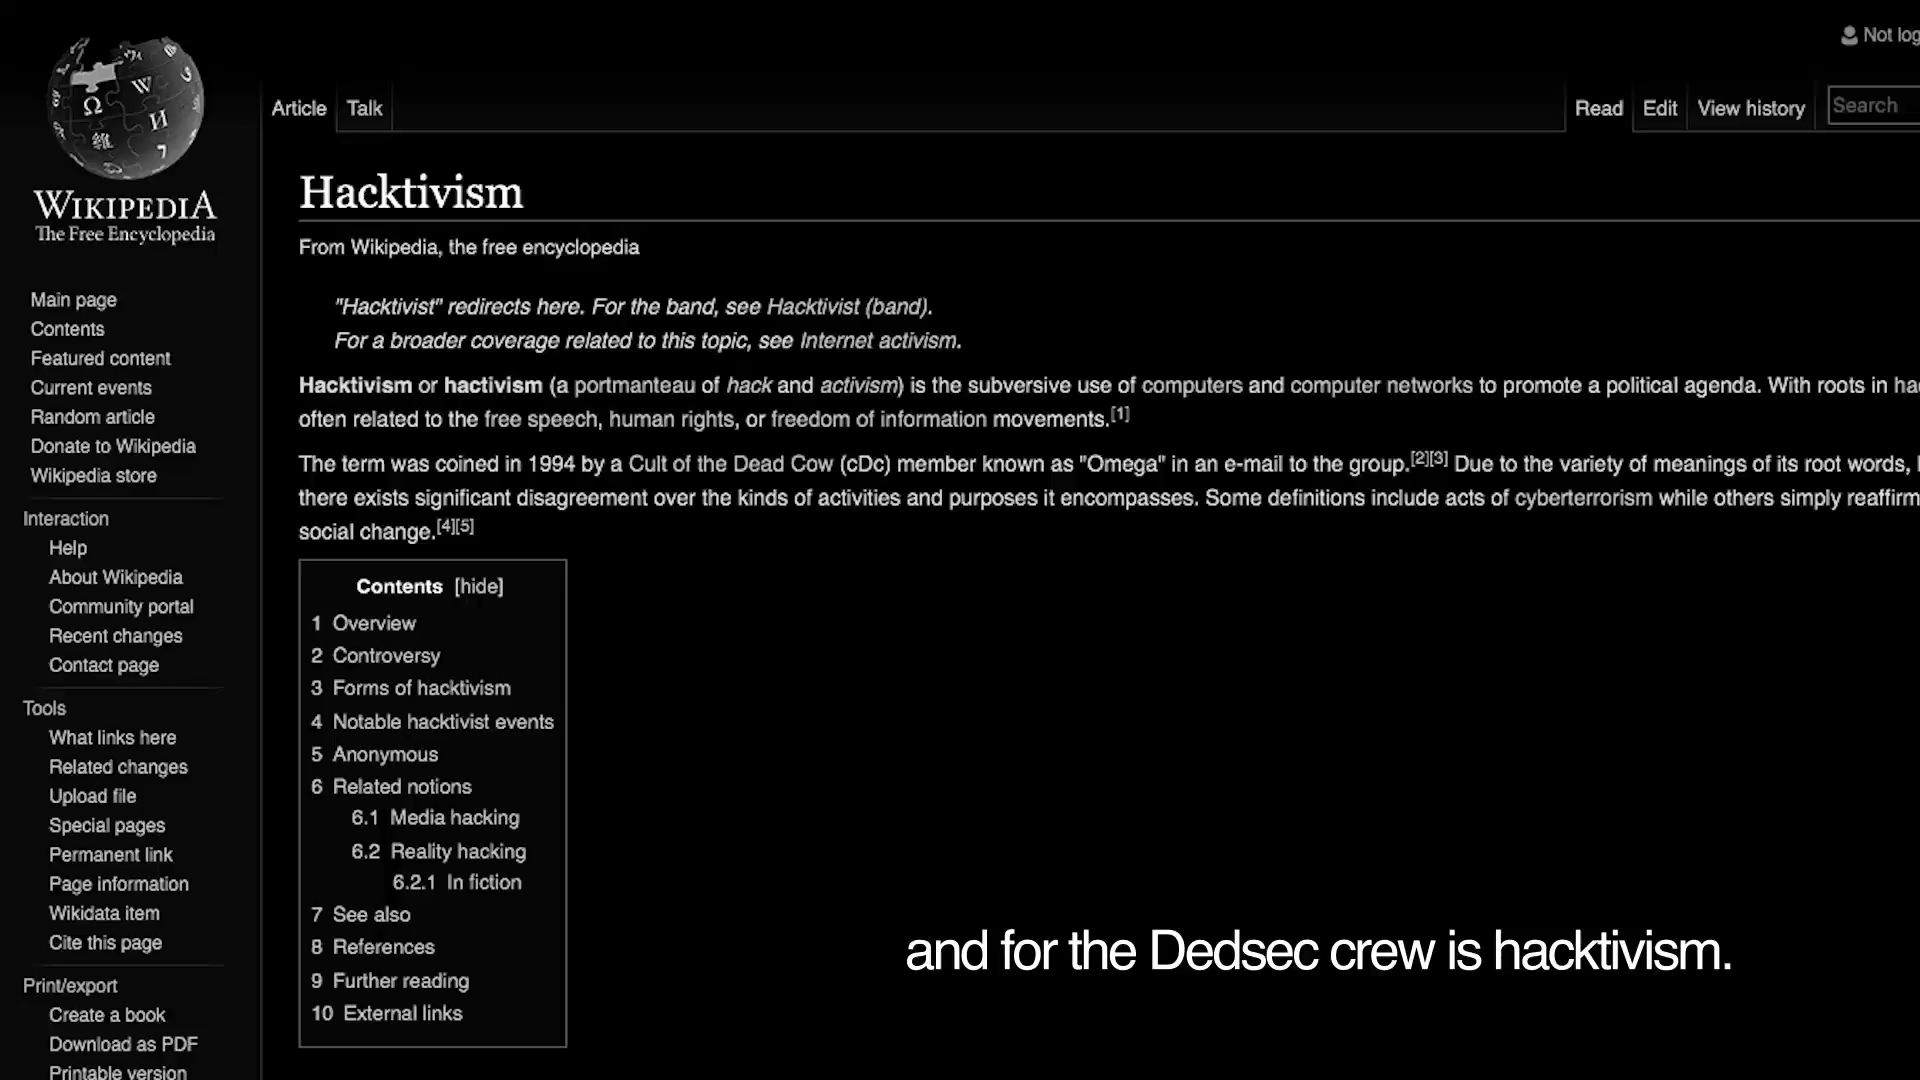 Not log
Article Talk
Read Edit View history Search
WIKIPEDIA
The Free Encyclopedia
Main page
Contents
Featured content
Current events
Random article
Donate to Wikipedia
Wikipedia store
Interaction
Help
About Wikipedia
Community portal
Recent changes
Contact page
Tools
What links here
Related changes
Upload file
Special pages
Permanent link
Page information
Wikidata item
Cite this page
Print/export
Create a book
Download as PDF
Printable version
Hacktivism
From Wikipedia, the free encyclopedia
"Hacktivist" redirects here. For the band, see Hacktivist (band).
For a broader coverage related to this topic, see Internet activism.
Hacktivism or hactivism (a portmanteau of hack and activism) is the subversive use of computers and computer networks to promote a political agenda. With roots in hac
often related to the free speech, human rights, or freedom of information movements.[1]
The term was coined in 1994 by a Cult of the Dead Cow (cDc) member known as "Omega" in an e-mail to the group.[2][3] Due to the variety of meanings of its root words,
there exists significant disagreement over the kinds of activities and purposes it encompasses. Some definitions include acts of cyberterrorism while others simply reaffirm
social change.[4][5]
Contents [hide]
1 Overview
2 Controversy
3 Forms of hacktivism
4 Notable hacktivist events
5 Anonymous
6 Related notions
6.1 Media hacking
6.2 Reality hacking
6.2.1 In fiction
7 See also
8 References
9 Further reading
10 External links
and for the Dedsec crew is hacktivism.